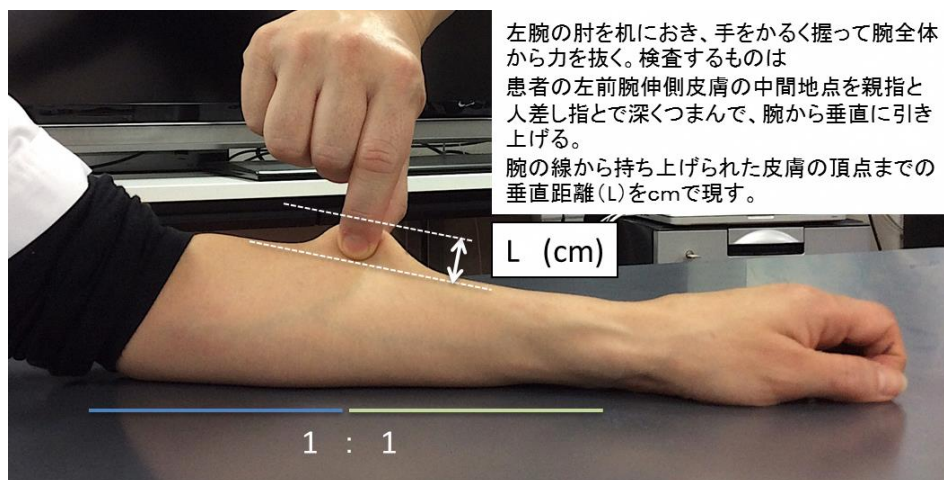 左腕の肘を机におき、手をかるく握って腕全体
から力を抜く。検査するものは
患者の左前腕伸側皮膚の中間地点を親指と
人差し指とで深くつまんで、腕から垂直に引き
上げる。
腕の線から持ち上げられた皮膚の頂点までの
垂直距離(L)をcmで現す。
L (cm)
1 : 1